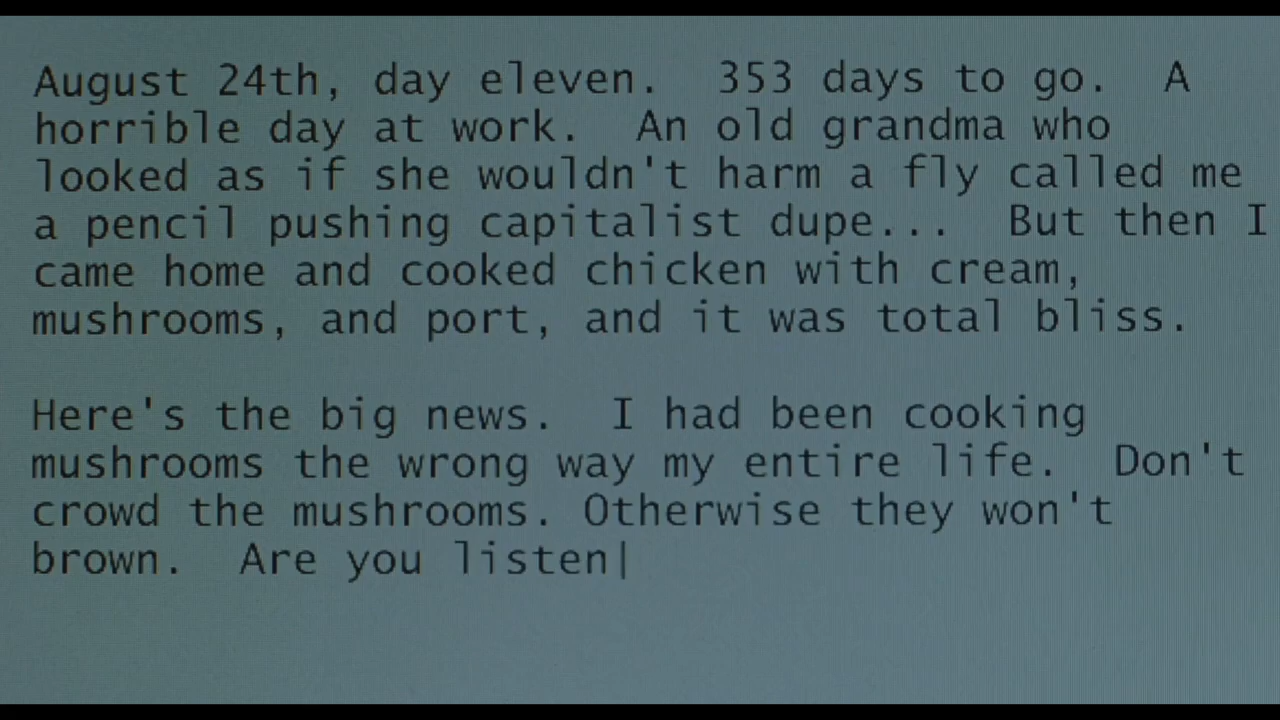 August 24th, day eleven.  353 days to go.  A
horrible day at work.  An old grandma who
looked as if she wouldn't harm a fly called me
a pencil pushing capitalist dupe...  But then I
came home and cooked chicken with cream,
mushrooms, and port, and it was total bliss.
Here's the big news.  I had been cooking
mushrooms the wrong way my entire life.  Don't
crowd the mushrooms. Otherwise they won't
brown.  Are you listen